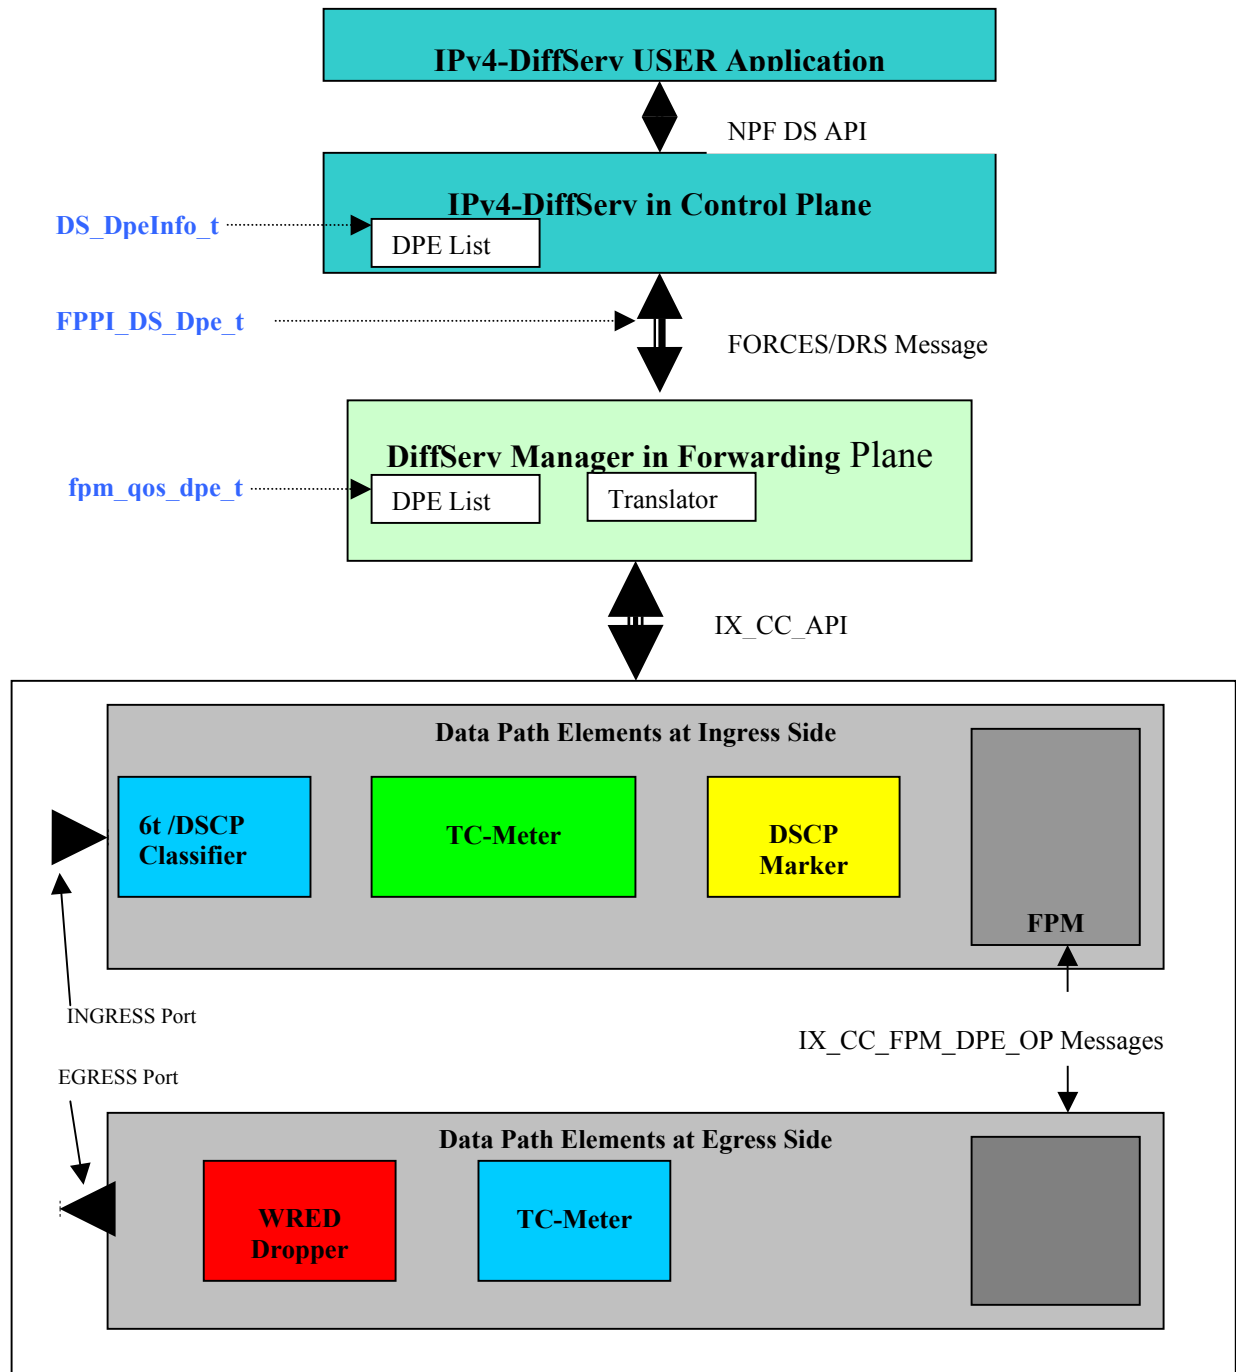 IPv4-DiffServ USER Application
NPF DS API
IPv4-DiffServ in Control Plane
DS_DpeInfo_t
DPE List
FPPI_DS_Dpe_t
FORCES/DRS Message
DiffServ Manager in Forwarding Plane
fpm_qos_dpe_t
DPE List
Translator
IX_CC_API
Data Path Elements at Ingress Side
6t /DSCP
Classifier
TC-Meter
DSCP
Marker
FPM
INGRESS Port
IX_CC_FPM_DPE_OP Messages
EGRESS Port
Data Path Elements at Egress Side
WRED
Dropper
TC-Meter